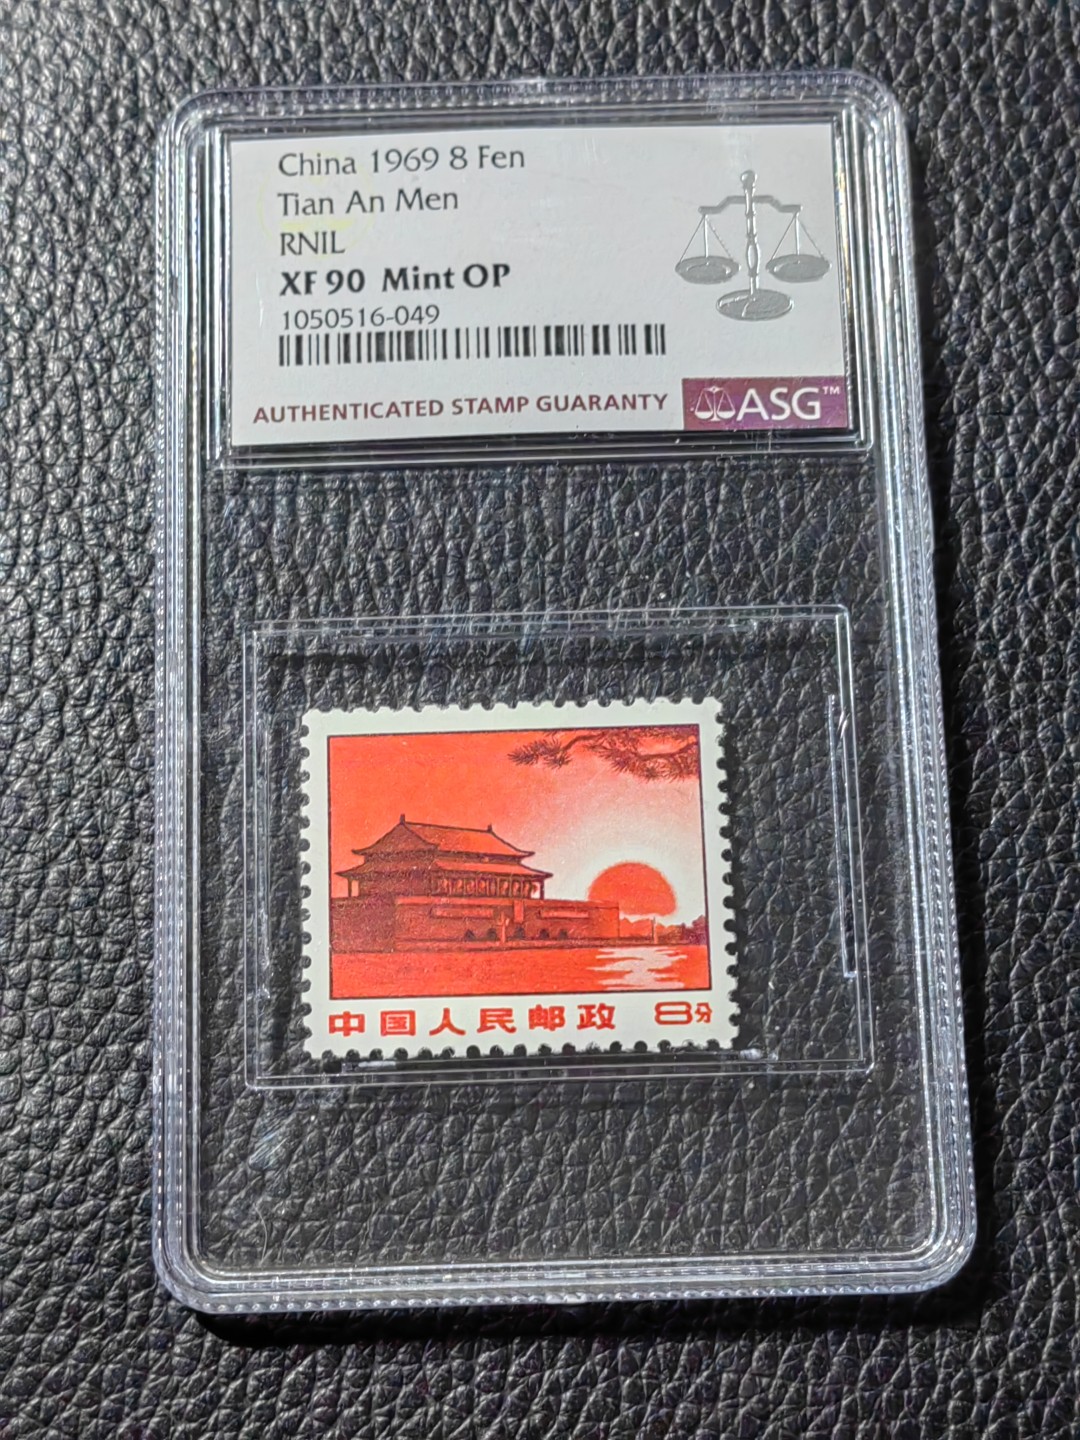 China 1969 8 Fen
Tian An Men
RNIL
XF 90 Mint OP
1050516-049
AUTHENTICATED STAMP GUARANTY
ASG™
中国人民邮政 8分